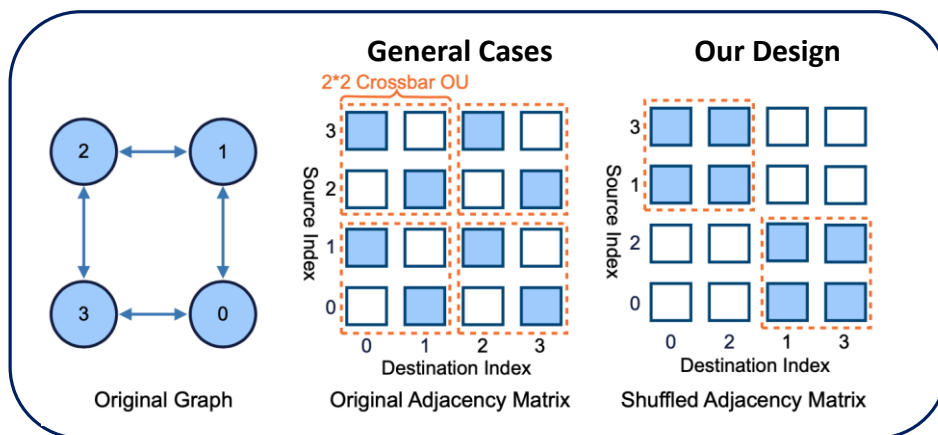 General Cases
Our Design
2*2 Crossbar OU
2
1
3
0
Original Graph
Source Index
3
2
1
0
0 1 2 3
Destination Index
Original Adjacency Matrix
Source Index
3
1
2
0
0 2 1 3
Destination Index
Shuffled Adjacency Matrix